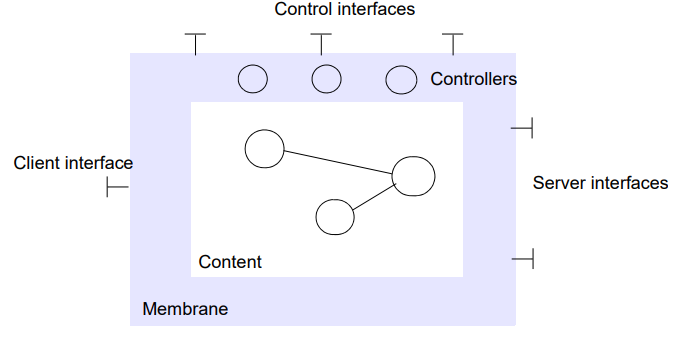 Control interfaces
Controllers
Client interface
Server interfaces
Content
Membrane